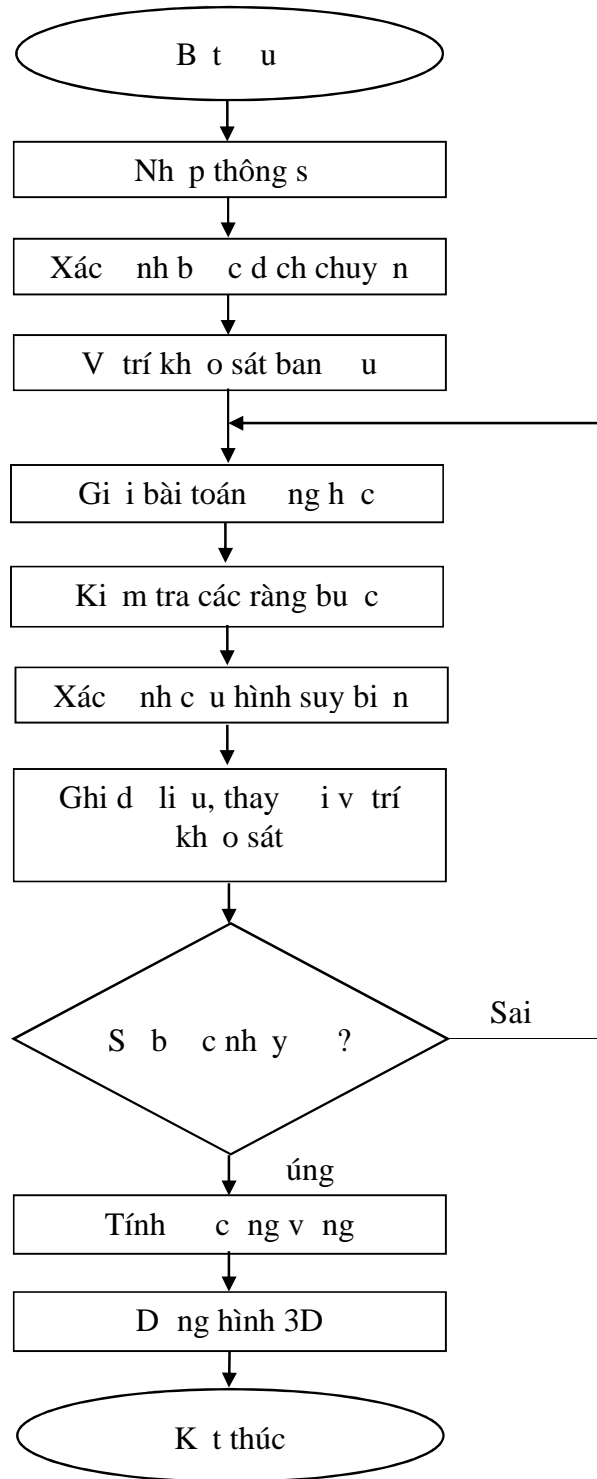 B t u
Nh p thông s
Xác nh b c d ch chuy n
V trí kh o sát ban u
Gi i bài toán ng h c
Ki m tra các ràng bu c
Xác nh c u hình suy bi n
Ghi d li u, thay i v trí
kh o sát
S b c nh y ?
Sai
úng
Tính c ng v ng
D ng hình 3D
K t thúc